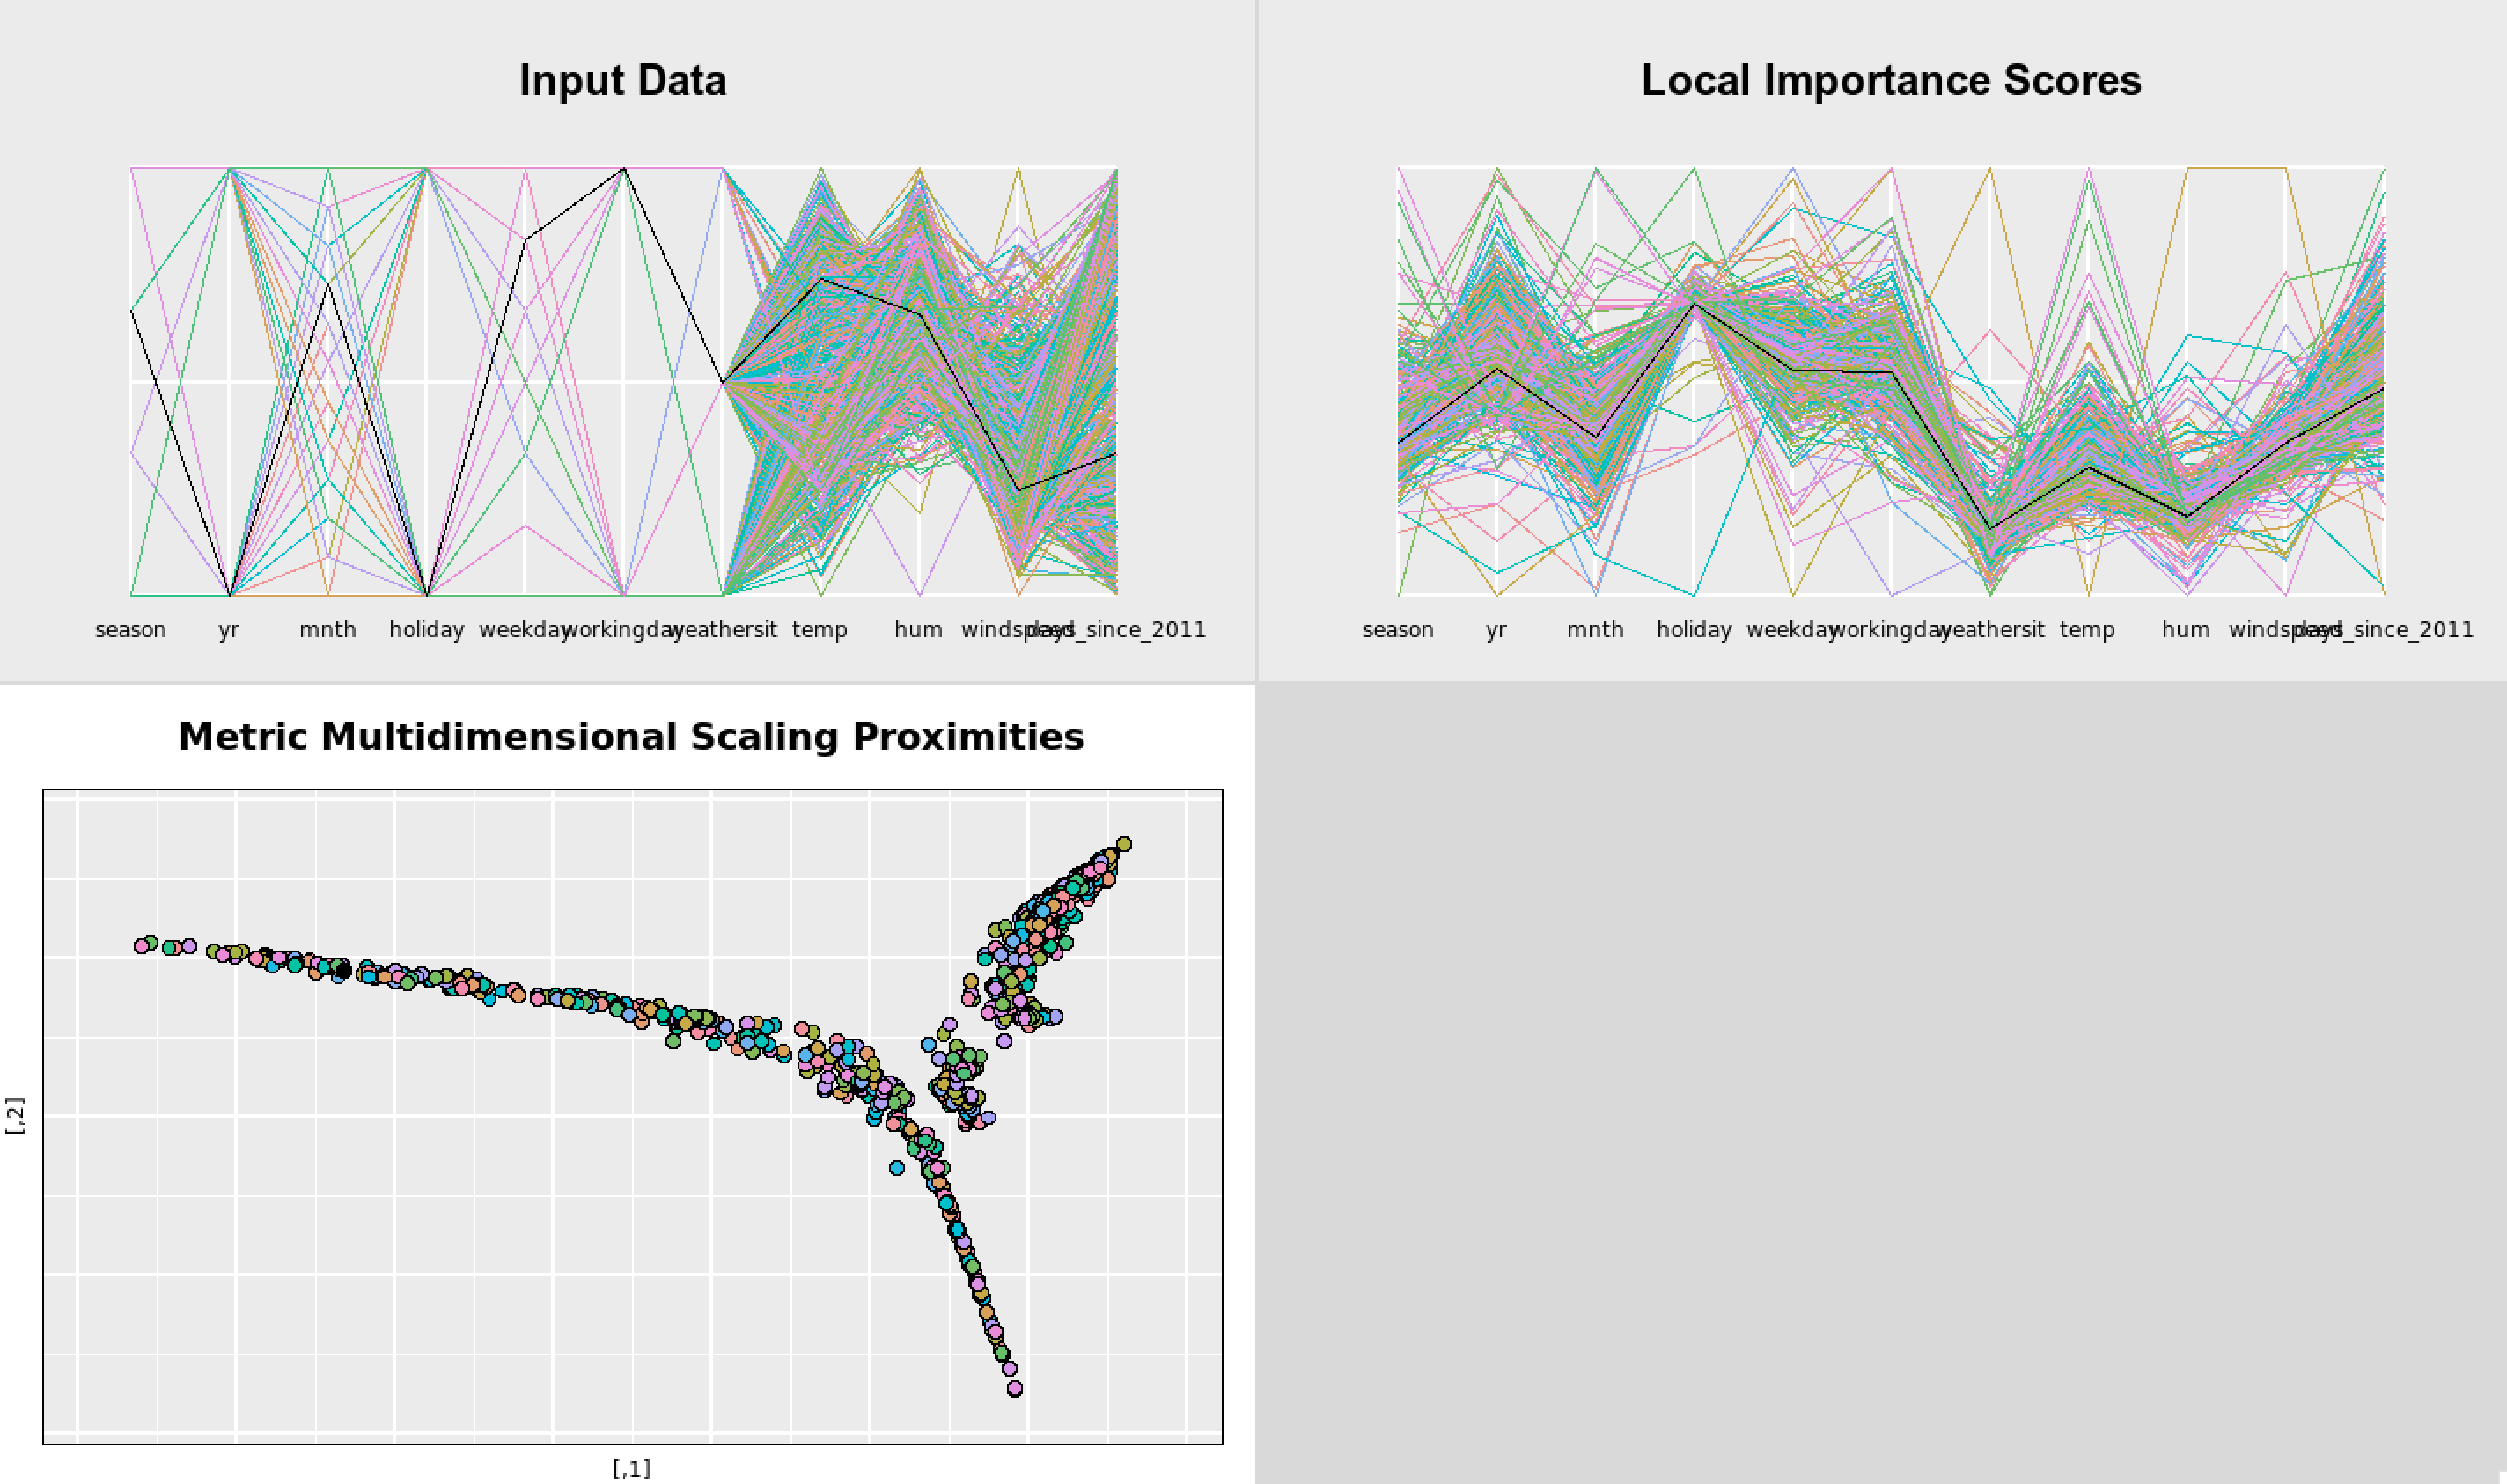 Input Data
season yr mnth holiday weekday workingday weathersit temp hum windspeed days_since_2011
Local Importance Scores
season yr mnth holiday weekday workingday weathersit temp hum windspeed days_since_2011
Metric Multidimensional Scaling Proximities
[,2]
[,1]